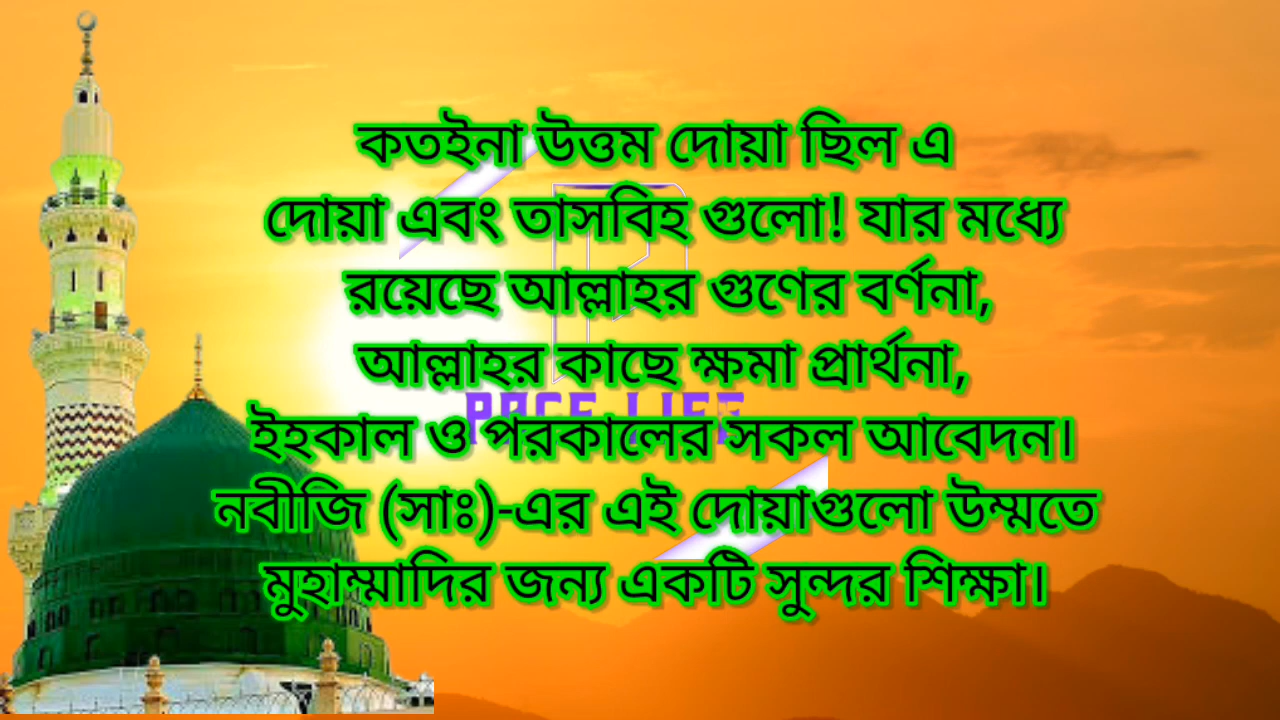 কতইনা উত্তম দোয়া ছিল এ
দোয়া এবং তাসবিহ গুলো! যার মধ্যে
রয়েছে আল্লাহর গুণের বর্ণনা,
আল্লাহর কাছে ক্ষমা প্রার্থনা,
ইহকাল ও পরকালের সকল আবেদন।
নবীজি (সাঃ)-এর এই দোয়াগুলো উম্মতে
মুহাম্মাদির জন্য একটি সুন্দর শিক্ষা।